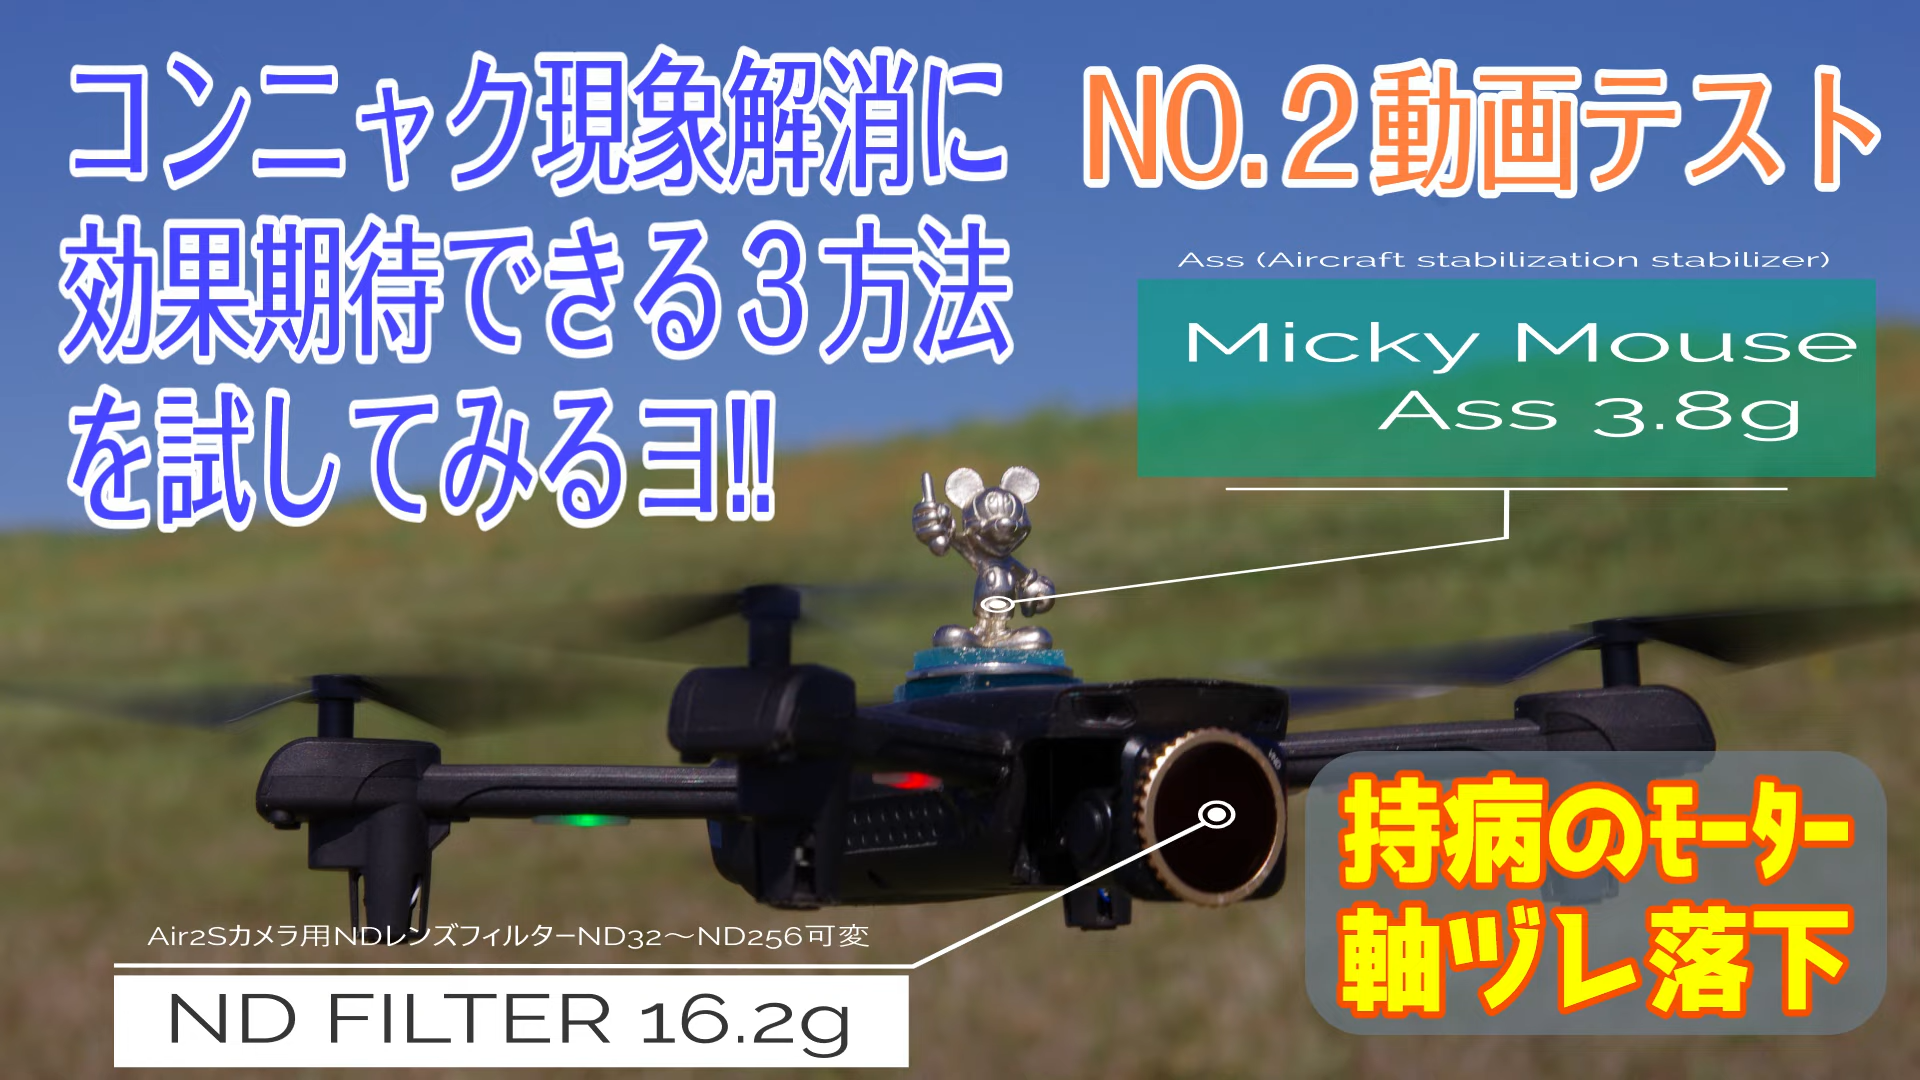 コンニャク現象解消に
効果期待できる３方法
を試してみるヨ!!
NO.２動画テスト
Ass (Aircraft stabilization stabilizer)
Micky Mouse
Ass 3.8g
持病のﾓｰﾀｰ
軸ヅレ落下
Air2Sカメラ用NDレンズフィルターND32～ND256可変
ND FILTER 16.2g